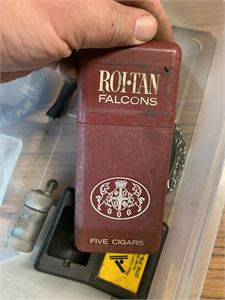 ROI-TAN
FALCONS
FIVE CIGARS